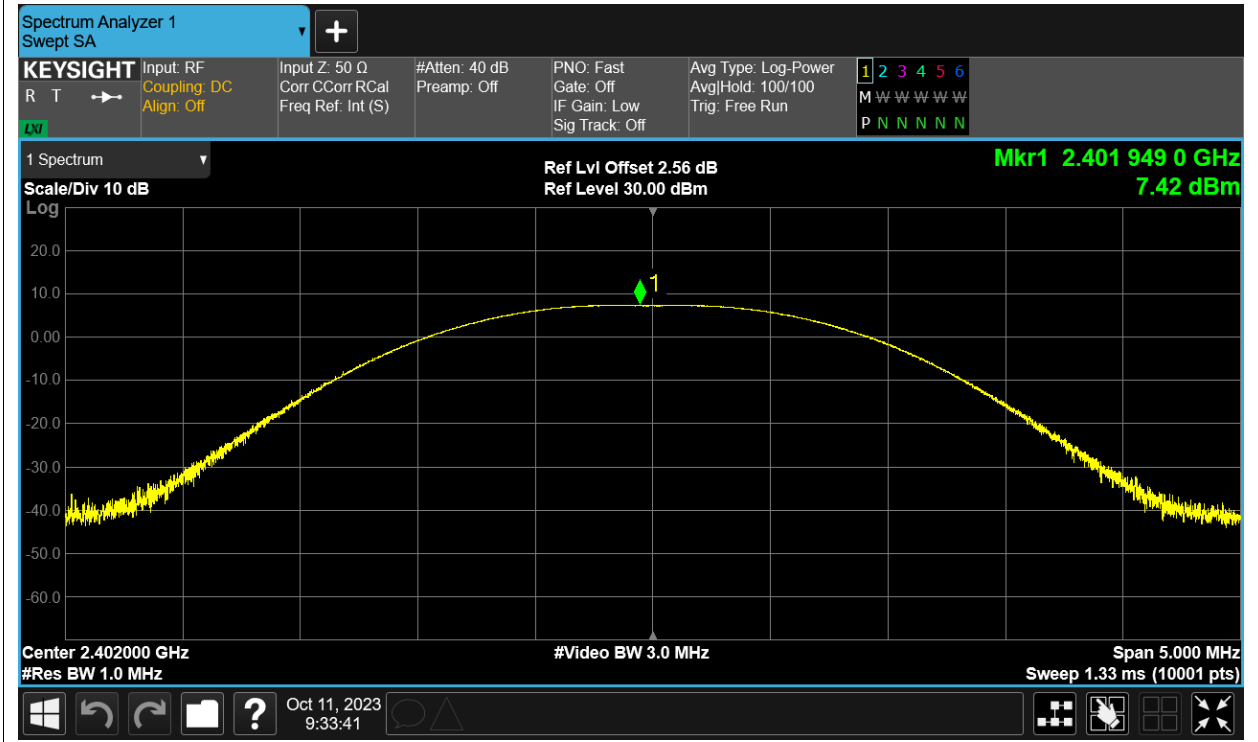 Spectrum Analyzer 1
Swept SA
KEYSIGHT
R T
LXI
Input: RF
Coupling: DC
Align: Off
Input Z: 50 Ω
Corr CCorr RCal
Freq Ref: Int (S)
#Atten: 40 dB
Preamp: Off
PNO: Fast
Gate: Off
IF Gain: Low
Sig Track: Off
Avg Type: Log-Power
Avg|Hold: 100/100
Trig: Free Run
1 2 3 4 5 6
M W W W W W
P N N N N N
1 Spectrum
Scale/Div 10 dB
Log
Ref Lvl Offset 2.56 dB
Ref Level 30.00 dBm
Mkr1 2.401 949 0 GHz
7.42 dBm
1
20.0
10.0
0.00
-10.0
-20.0
-30.0
-40.0
-50.0
-60.0
Center 2.402000 GHz
#Video BW 3.0 MHz
Span 5.000 MHz
#Res BW 1.0 MHz
Sweep 1.33 ms (10001 pts)
?
Oct 11, 2023
9:33:41